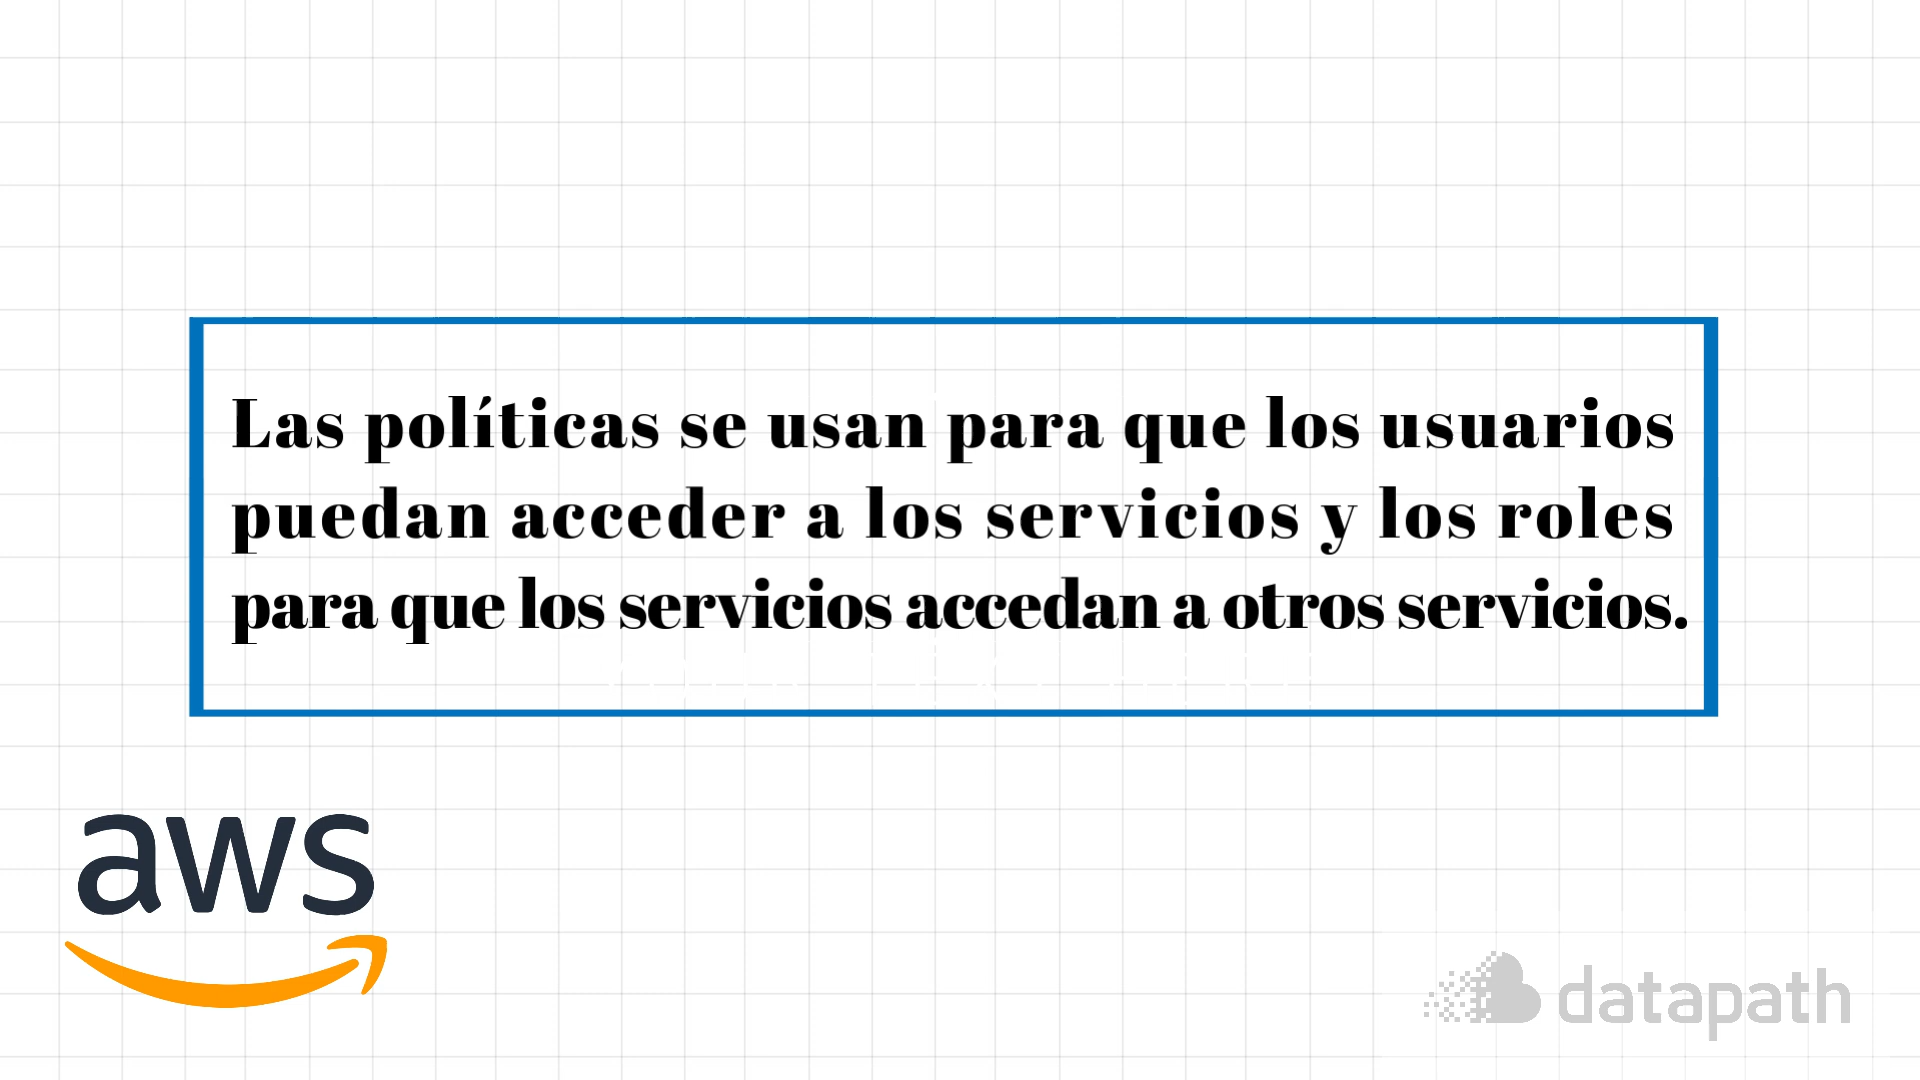 Las políticas se usan para que los usuarios
puedan acceder a los servicios y los roles
para que los servicios accedan a otros servicios.
aws
datapath